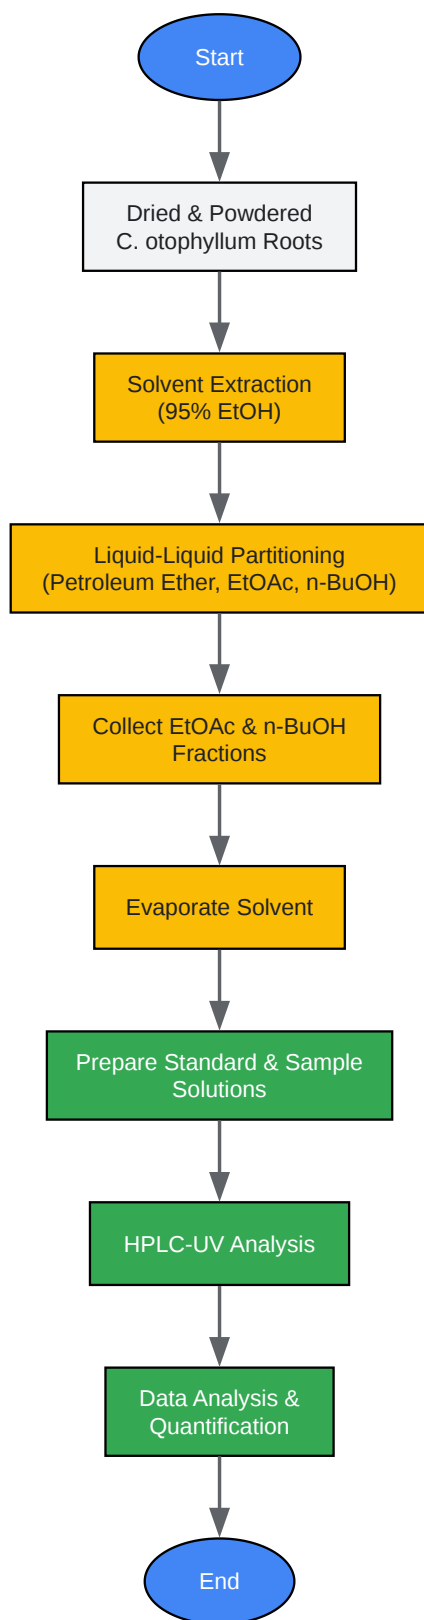 Start
Dried & Powdered
C. otophyllum Roots
Solvent Extraction
(95% EtOH)
Liquid-Liquid Partitioning
(Petroleum Ether, EtOAc, n-BuOH)
Collect EtOAc & n-BuOH
Fractions
Evaporate Solvent
Prepare Standard & Sample
Solutions
HPLC-UV Analysis
Data Analysis &
Quantification
End